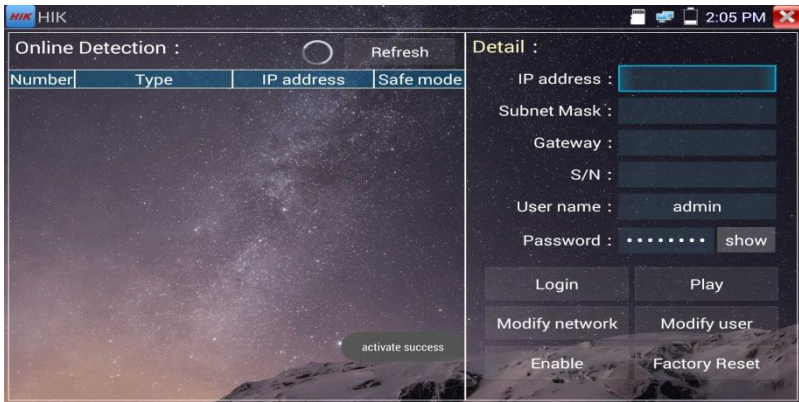 HIK HIK 2:05 PM
Online Detection : Refresh
Number Type IP address Safe mode
activate success
Detail :
IP address :
Subnet Mask :
Gateway :
S/N :
User name : admin
Password : •••••••• show
Login Play
Modify network Modify user
Enable Factory Reset